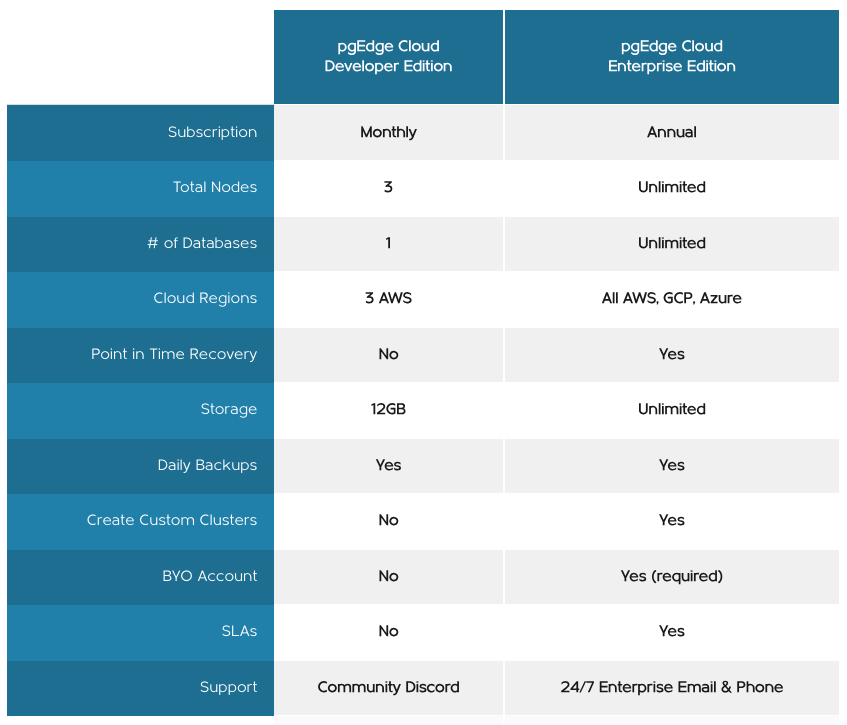 pgEdge Cloud
Developer Edition
pgEdge Cloud
Enterprise Edition
Subscription Monthly Annual
Total Nodes 3 Unlimited
# of Databases 1 Unlimited
Cloud Regions 3 AWS All AWS, GCP, Azure
Point in Time Recovery No Yes
Storage 12GB Unlimited
Daily Backups Yes Yes
Create Custom Clusters No Yes
BYO Account No Yes (required)
SLAs No Yes
Support Community Discord 24/7 Enterprise Email & Phone